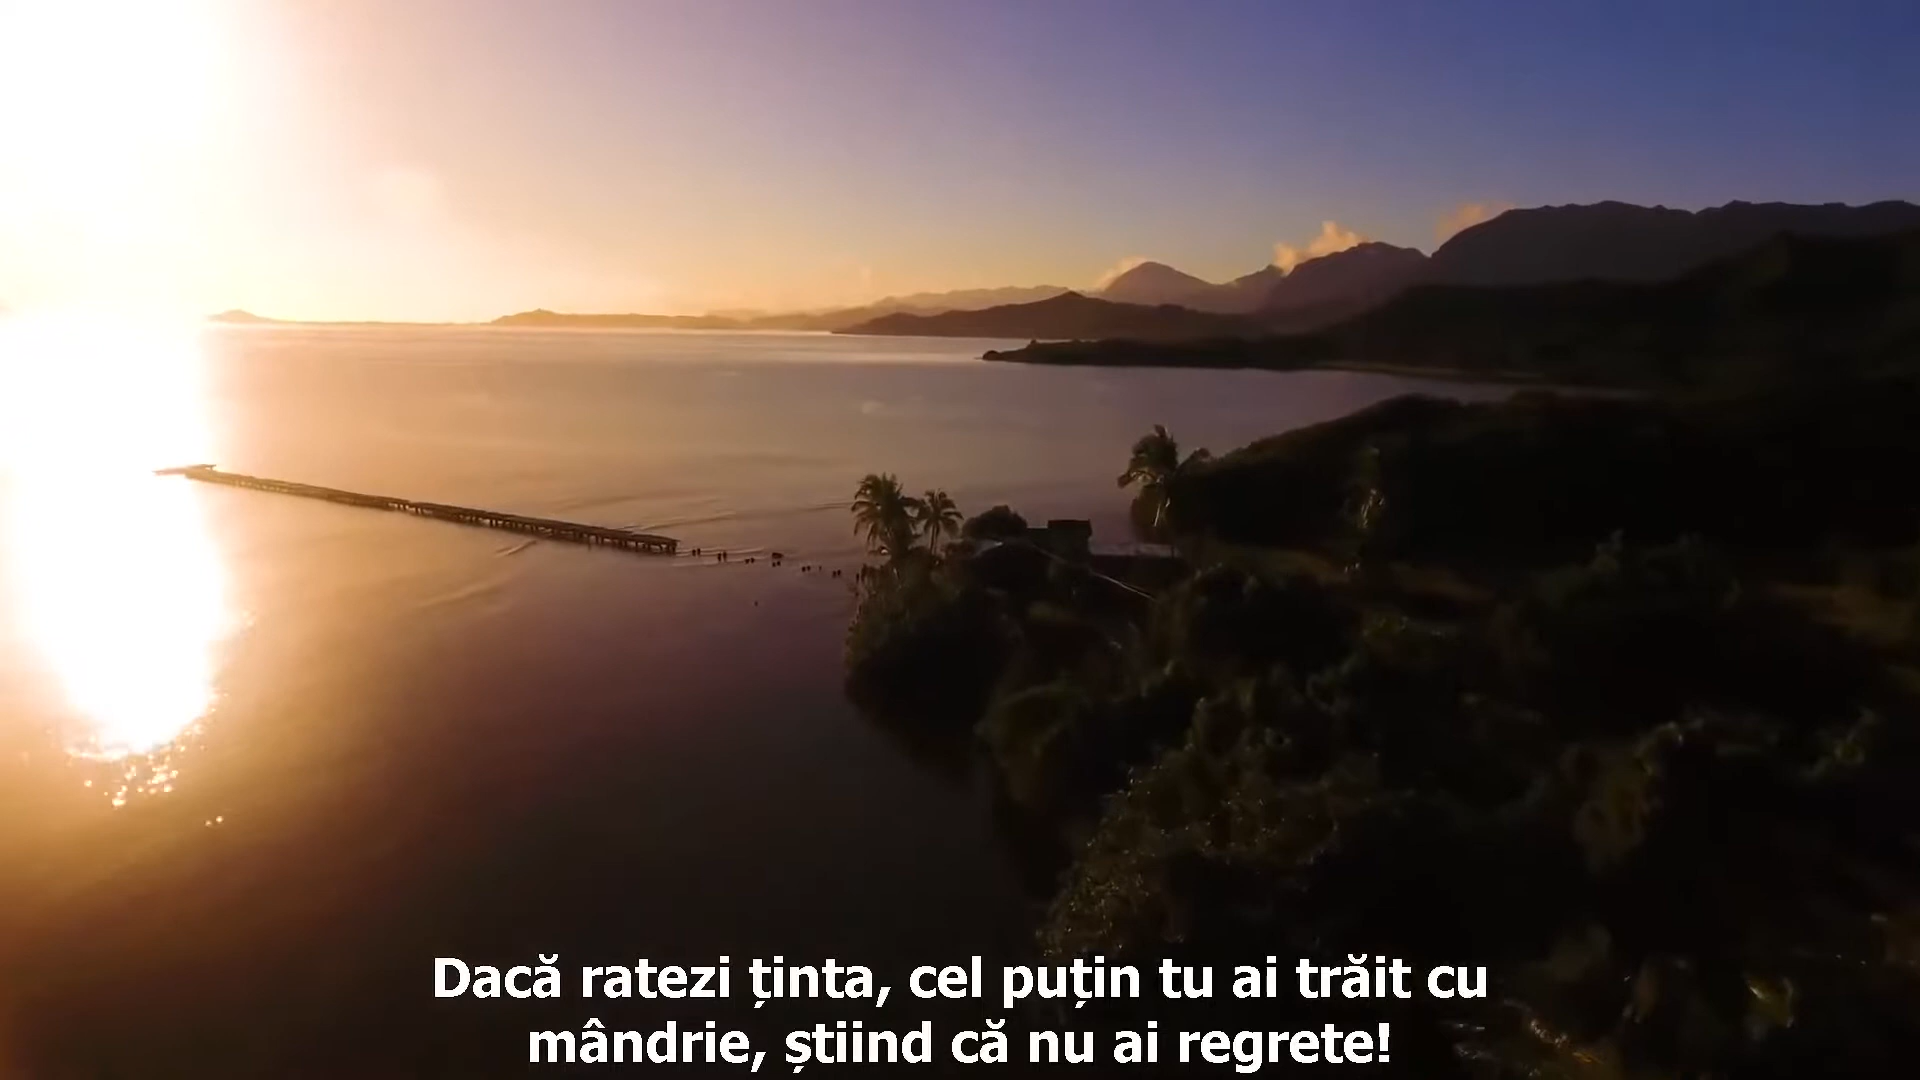 Dacă ratezi ținta, cel puțin tu ai trăit cu
mândrie, știind că nu ai regrete!